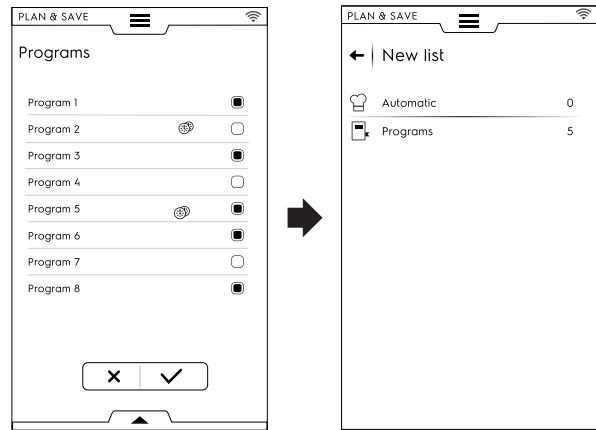 PLAN & SAVE
Programs
Program 1
Program 2
Program 3
Program 4
Program 5
Program 6
Program 7
Program 8
PLAN & SAVE
New list
Automatic 0
Programs 5